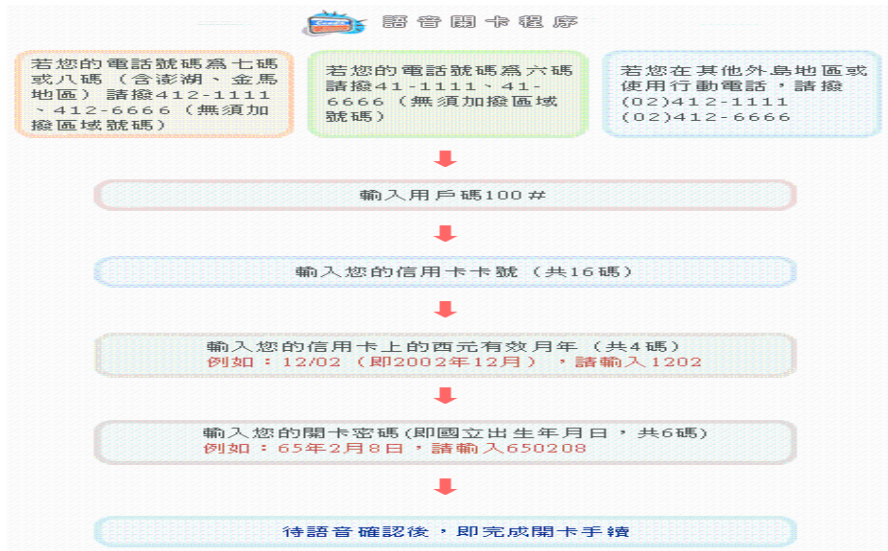 語音開卡程序
若您的電話號碼為七碼
或八碼（含澎湖、金馬
地區）請撥412-1111
、412-6666（無須加
撥區域號碼）
若您的電話號碼為六碼
請撥41-1111、41-
6666（無須加撥區域
號碼）
若您在其他外島地區或
使用行動電話，請撥
(02)412-1111
(02)412-6666
輸入用戶碼100#
輸入您的信用卡卡號（共16碼）
輸入您的信用卡上的西元有效月年（共4碼）
例如：12/02（即2002年12月），請輸入1202
輸入您的開卡密碼(即國立出生年月日，共6碼)
例如：65年2月8日，請輸入650208
待語音確認後，即完成開卡手續